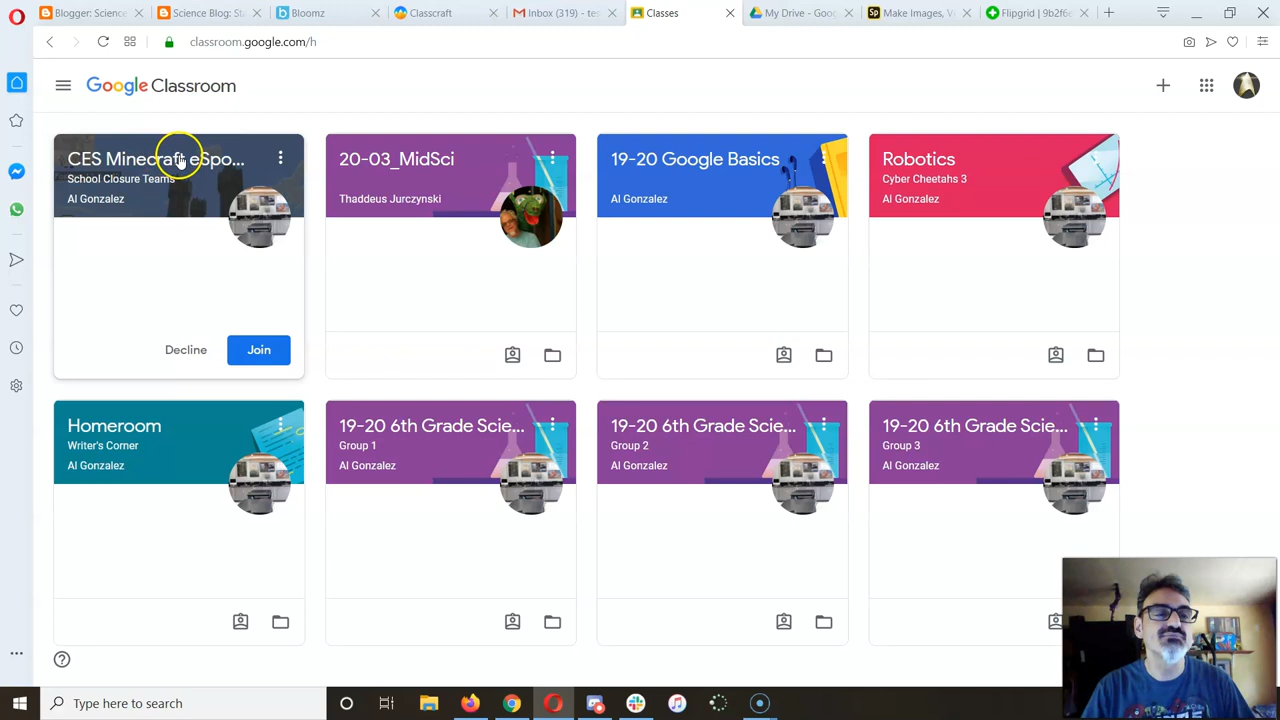 Blogger: Science
Science Blog: St
Bloomz
Classcraft
Inbox (319) - tes
Classes
My Drive - Goog
Make Images, V
Flipgrid | 9b2f6
classroom.google.com/h
Google Classroom
CES Minecraft eSpo...
School Closure Teams
Al Gonzalez
20-03_MidSci
Thaddeus Jurczynski
19-20 Google Basics
Al Gonzalez
Robotics
Cyber Cheetahs 3
Al Gonzalez
Decline
Join
Homeroom
Writer's Corner
Al Gonzalez
19-20 6th Grade Scie...
Group 1
Al Gonzalez
19-20 6th Grade Scie...
Group 2
Al Gonzalez
19-20 6th Grade Scie...
Group 3
Al Gonzalez
Type here to search